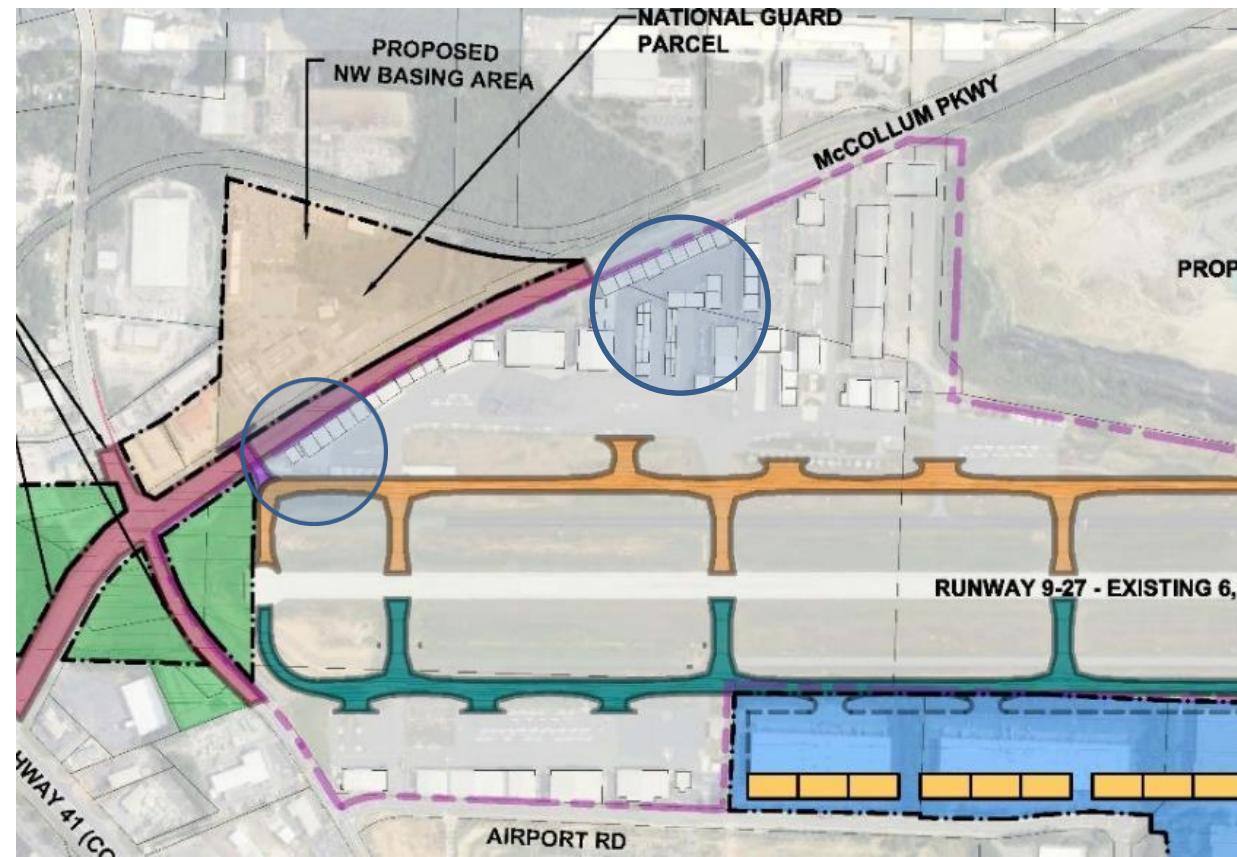 NATIONAL GUARD
PARCEL
PROPOSED
NW BASING AREA
McCOLLUM PKWY
PROP
RUNWAY 9-27 - EXISTING 6,
HWAY 41 (CO
AIRPORT RD